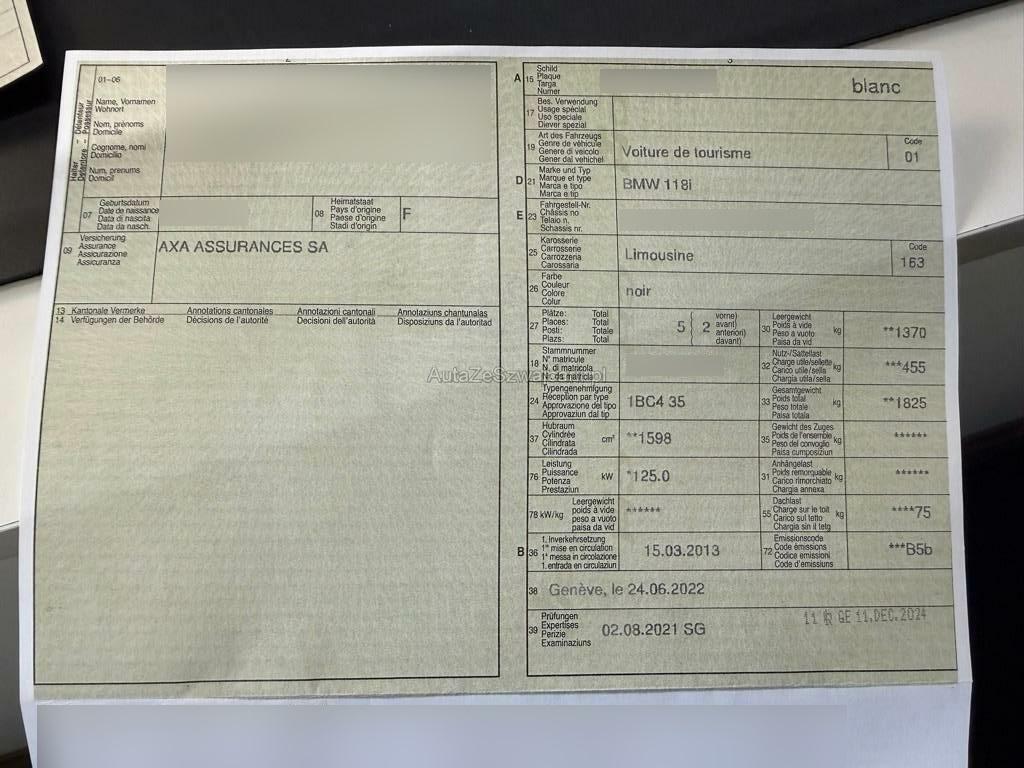 01-06
Halter - Détenteur
Detentore - Possessur
Name, Vornamen
Wohnort
Nom, prénoms
Domicile
Cognome, nomi
Domicilio
Num, prenums
Domicil
07
Geburtsdatum
Date de naissance
Data di nascita
Data da nasch.
08
Heimatstaat
Pays d'origine
Paese d'origine
Stadi d'origin
F
09
Versicherung
Assurance
Assicurazione
Assicuranza
AXA ASSURANCES SA
13 Kantonale Vermerke Annotations cantonales Annotazioni cantonali Annotaziuns chantunalas
14 Verfügungen der Behörde Décisions de l'autorité Decisioni dell'autorità Disposiziuns da l'autoritad
A 15
Schild
Plaque
Targa
Numer
blanc
17
Bes. Verwendung
Usage spécial
Uso speciale
Diever spezial
19
Art des Fahrzeugs
Genre de véhicule
Genere di veicolo
Gener dal vehichel
Voiture de tourisme
Code
01
D 21
Marke und Typ
Marque et type
Marca e tipo
Marca e tip
BMW 118i
E 23
Fahrgestell-Nr.
Châssis no
Telaio n.
Schassis nr.
25
Karosserie
Carrosserie
Carrozzeria
Carossaria
Limousine
Code
163
26
Farbe
Couleur
Colore
Colur
noir
27
Plätze: Total
Places: Total
Posti: Totale
Plazs: Total
5 { 2
vorne)
avant)
anteriori)
davant)
30
Leergewicht
Poids à vide
Peso a vuoto
Paisa da vid
kg
**1370
18
Stammnummer
N° matricule
N. di matricola
N. da matricla
32
Nutz-/Sattellast
Charge utile/sellette
Carico utile/sella
Chargia utila/sella
kg
***455
AutaZeSzwajcarii.pl
24
Typengenehmigung
Réception par type
Approvazione del tipo
Approvaziun dal tip
1BC4 35
33
Gesamtgewicht
Poids total
Peso totale
Paisa totala
kg
**1825
37
Hubraum
Cylindrée
Cilindrata
Cilindrada
cm³
**1598
35
Gewicht des Zuges
Poids de l'ensemble
Peso del convoglio
Paisa cumposiziun
kg
******
76
Leistung
Puissance
Potenza
Prestaziun
kW
*125.0
31
Anhängelast
Poids remorquable
Carico rimorchiato
Chargia annexa
kg
******
78 kW/kg
Leergewicht
poids à vide
peso a vuoto
paisa da vid
******
55
Dachlast
Charge sur le toit
Carico sul tetto
Chargia sin il tetg
kg
****75
B 36
1. Inverkehrsetzung
1re mise en circulation
1a messa in circolazione
1. entrada en circulaziun
15.03.2013
72
Emissionscode
Code émissions
Codice emissioni
Code d'emissiuns
***B5b
38 Genève, le 24.06.2022
39
Prüfungen
Expertises
Perizie
Examinaziuns
02.08.2021 SG
GE 11.DEC.2024